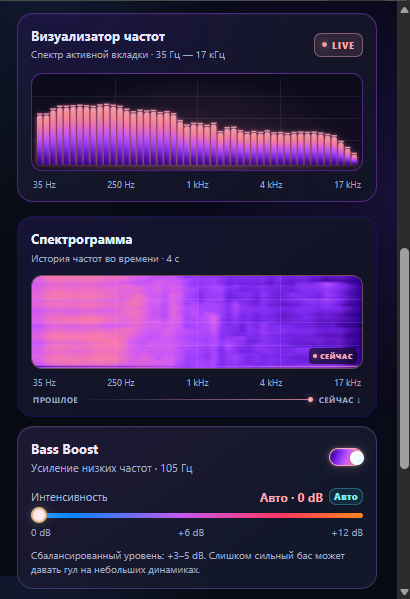 Визуализатор частот
Спектр активной вкладки · 35 Гц — 17 кГц
LIVE
35 Hz 250 Hz 1 kHz 4 kHz 17 kHz
Спектрограмма
История частот во времени · 4 с
СЕЙЧАС
35 Hz 250 Hz 1 kHz 4 kHz 17 kHz
ПРОШЛОЕ СЕЙЧАС ↓
Bass Boost
Усиление низких частот · 105 Гц
Интенсивность Авто · 0 dB Авто
0 dB +6 dB +12 dB
Сбалансированный уровень: +3–5 dB. Слишком сильный бас может
давать гул на небольших динамиках.